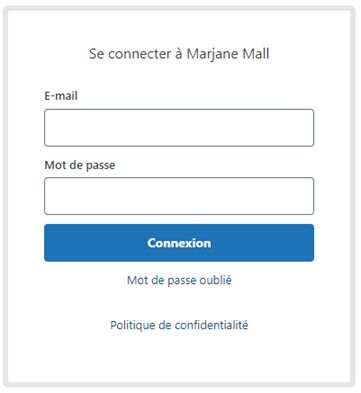 Se connecter à Marjane Mall
E-mail
Mot de passe
Connexion
Mot de passe oublié
Politique de confidentialité